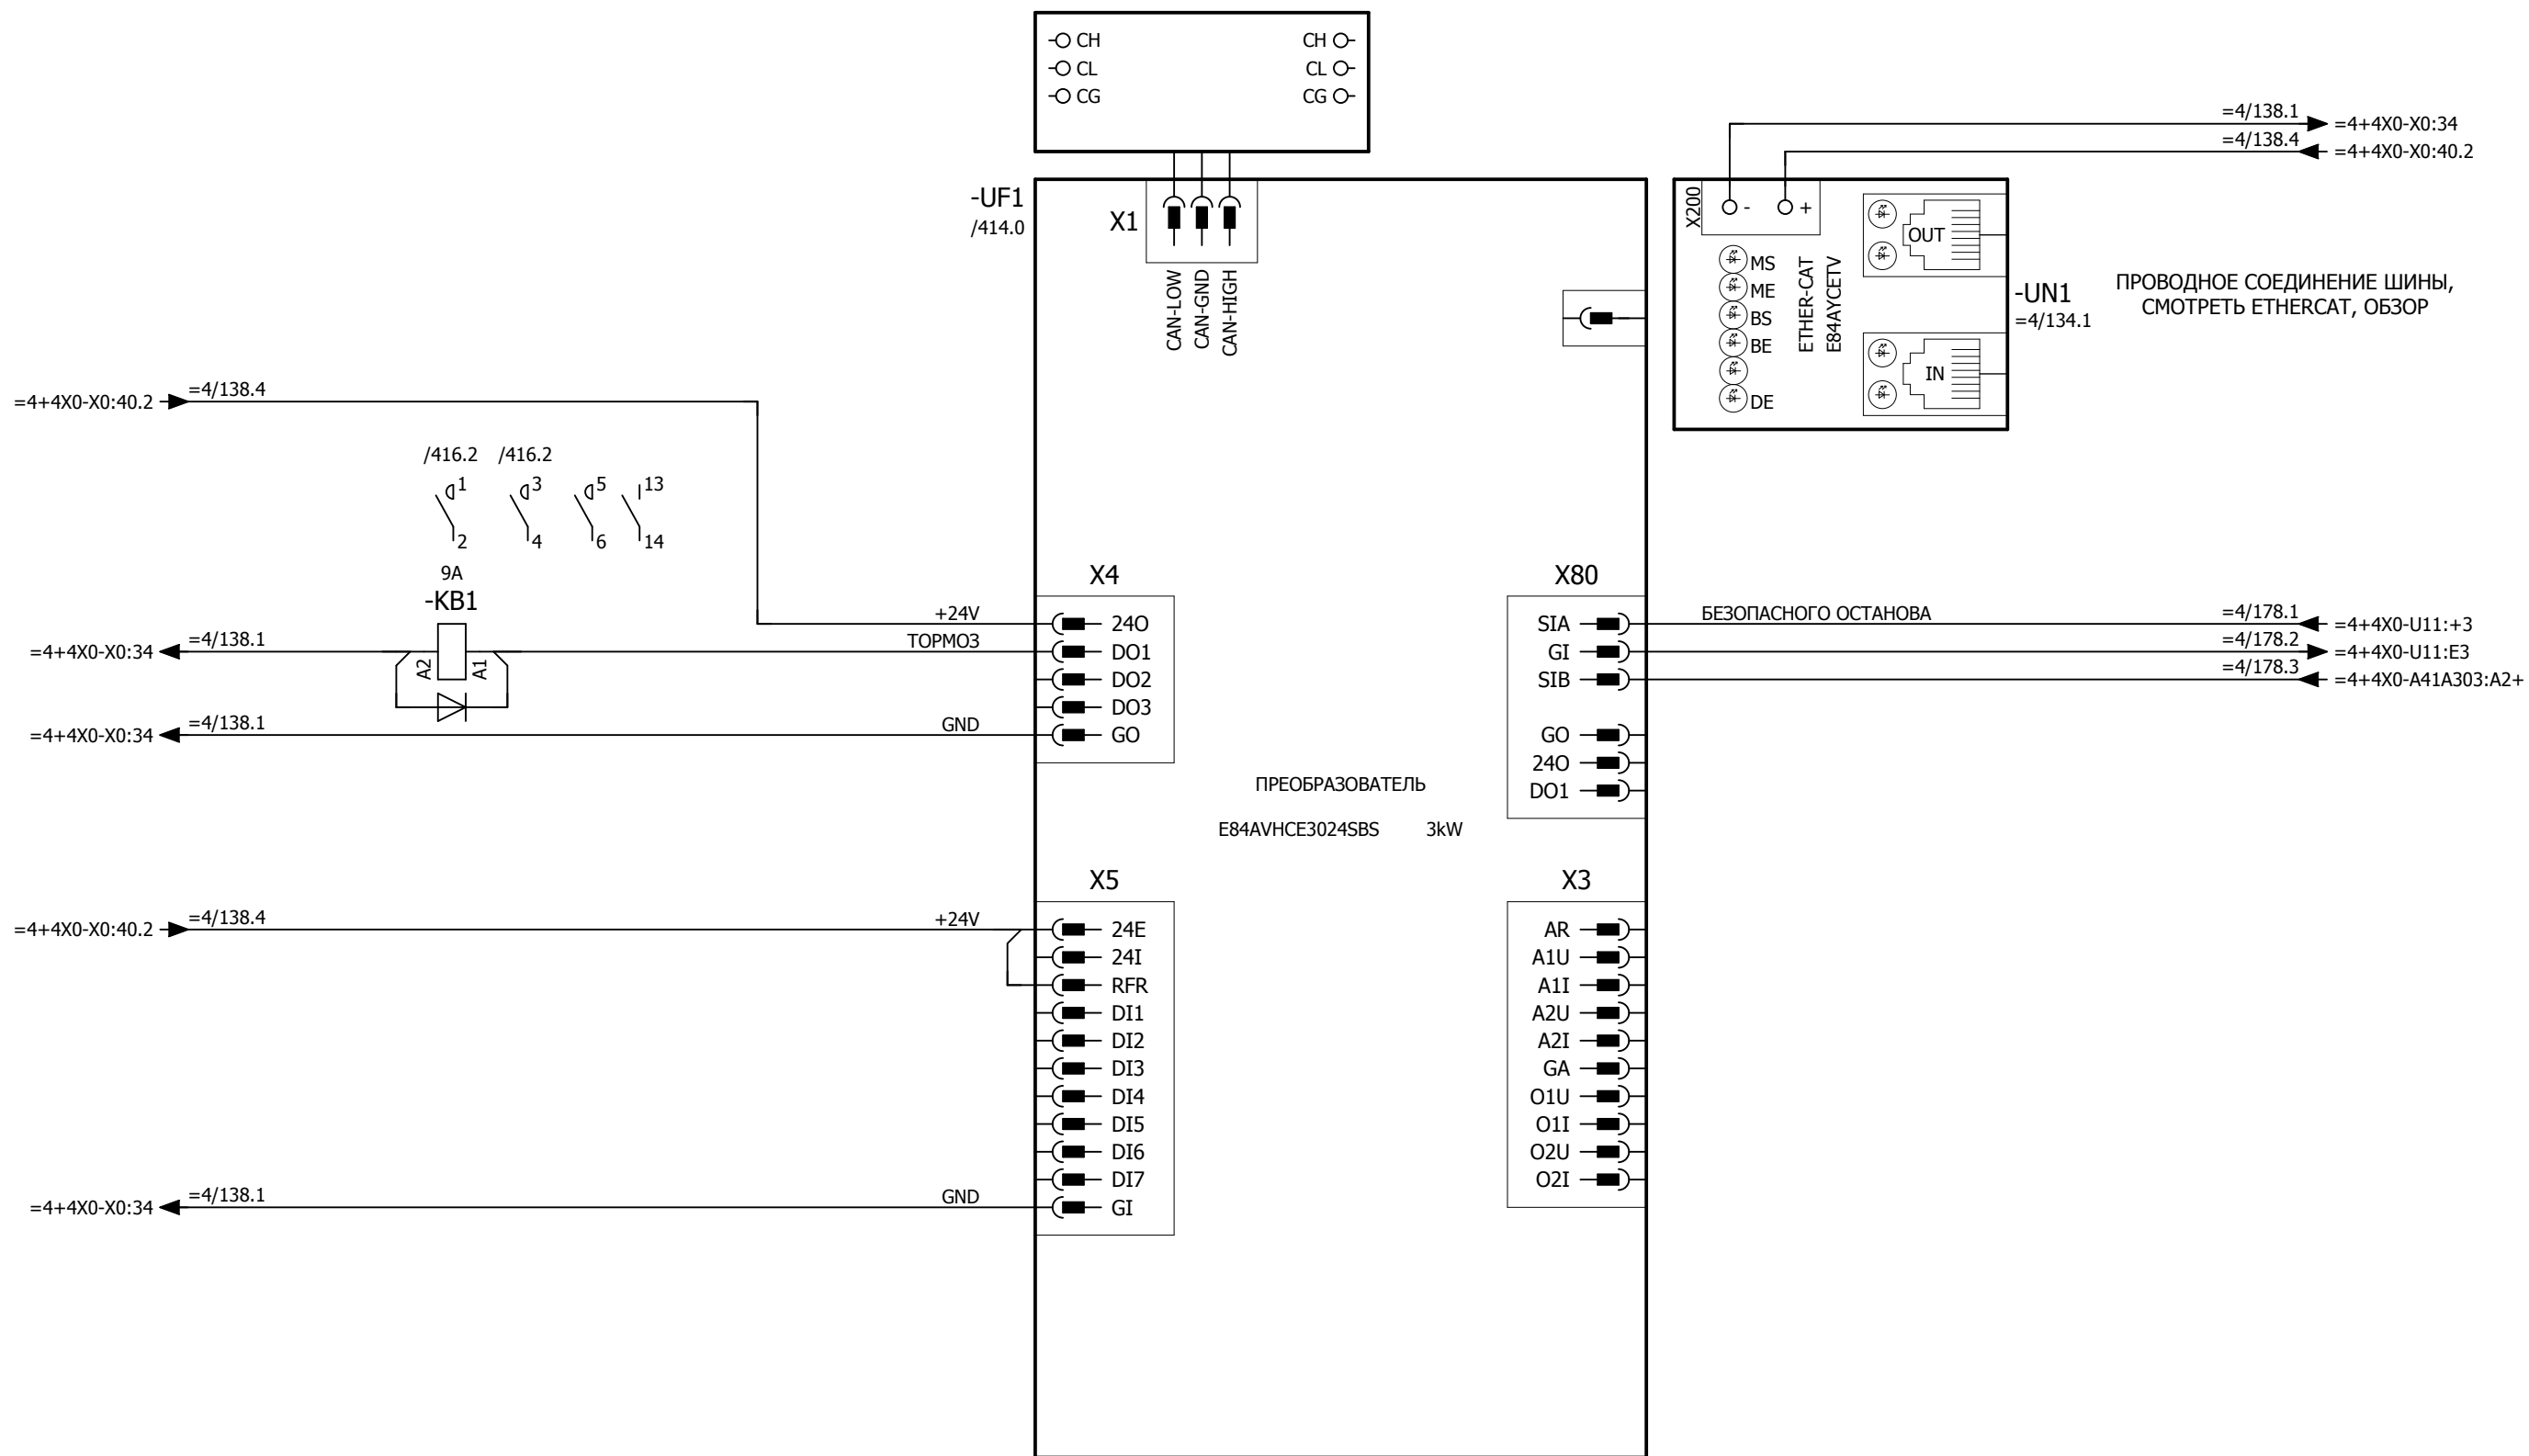 CH CH
CL CL
CG CG
=4/138.1
=4+4X0-X0:34
=4/138.4
=4+4X0-X0:40.2
-UF1
/414.0
X1
CAN-LOW
CAN-GND
CAN-HIGH
X200
- +
OUT
MS
ME
BS
BE
DE
ETHER-CAT
E84AYCETV
IN
-UN1
=4/134.1
ПРОВОДНОЕ СОЕДИНЕНИЕ ШИНЫ,
СМОТРЕТЬ ETHERCAT, ОБЗОР
=4+4X0-X0:40.2 =4/138.4
/416.2 /416.2
1 3 5 13
2 4 6 14
9A
-KB1
A2 A1
X4
+24V 24O
=4+4X0-X0:34 =4/138.1 ТОРМОЗ DO1
DO2
DO3
=4+4X0-X0:34 =4/138.1 GND GO
X80
SIA БЕЗОПАСНОГО ОСТАНОВА =4/178.1 =4+4X0-U11:+3
GI =4/178.2 =4+4X0-U11:E3
SIB =4/178.3 =4+4X0-A41A303:A2+
GO
24O
DO1
ПРЕОБРАЗОВАТЕЛЬ
E84AVHCE3024SBS 3kW
X5
=4+4X0-X0:40.2 =4/138.4 +24V 24E
24I
RFR
DI1
DI2
DI3
DI4
DI5
DI6
DI7
=4+4X0-X0:34 =4/138.1 GND GI
X3
AR
A1U
A1I
A2U
A2I
GA
O1U
O1I
O2U
O2I